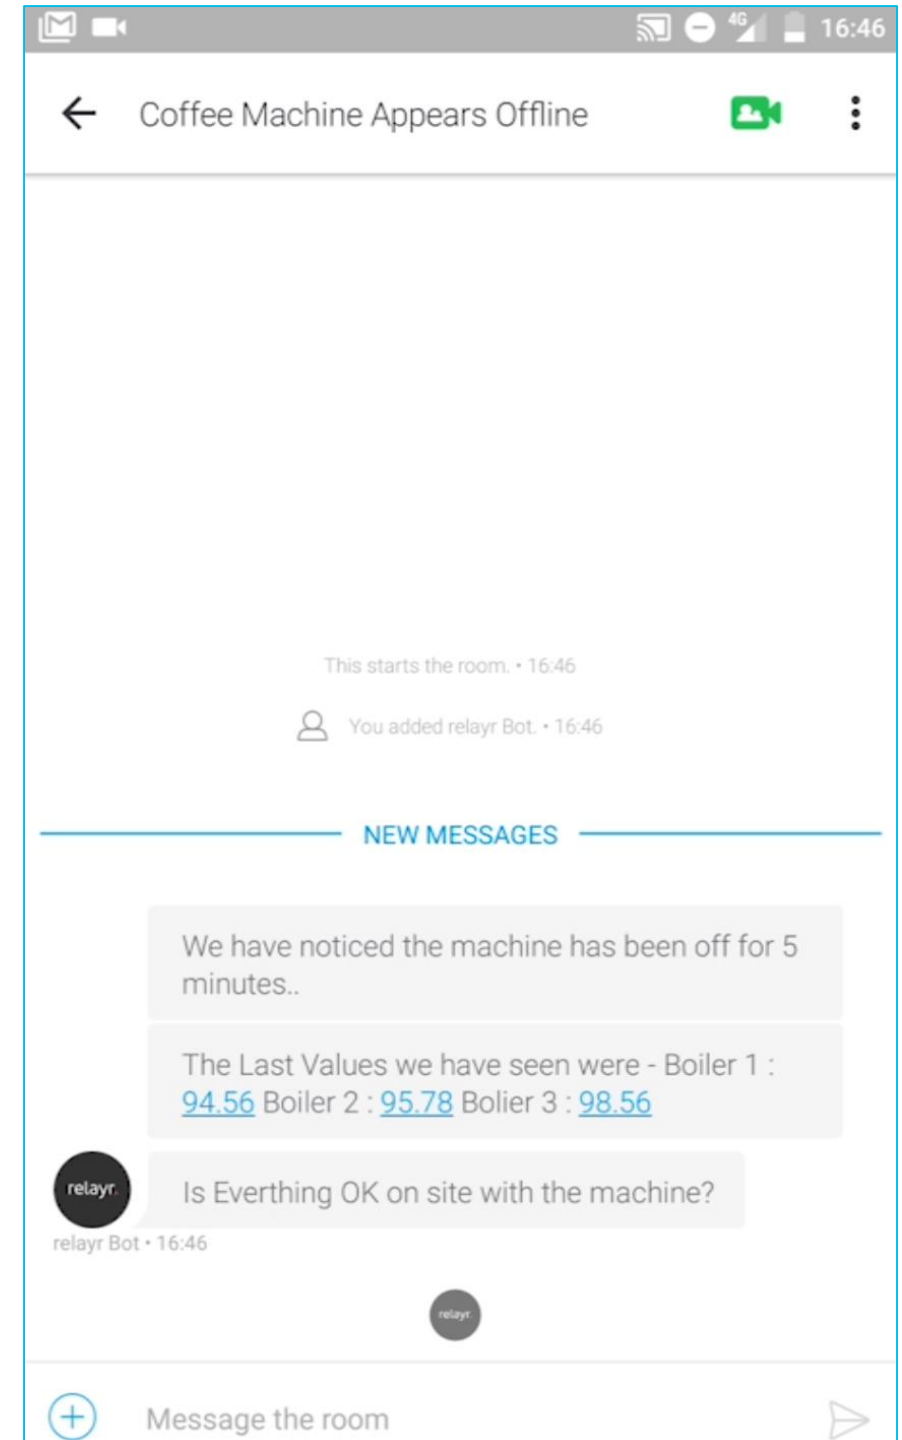 4G 16:46
Coffee Machine Appears Offline
This starts the room. • 16:46
You added relayr Bot. • 16:46
NEW MESSAGES
We have noticed the machine has been off for 5
minutes..
The Last Values we have seen were - Boiler 1 :
94.56 Boiler 2 : 95.78 Bolier 3 : 98.56
relayr.
Is Everthing OK on site with the machine?
relayr Bot • 16:46
relayr.
Message the room